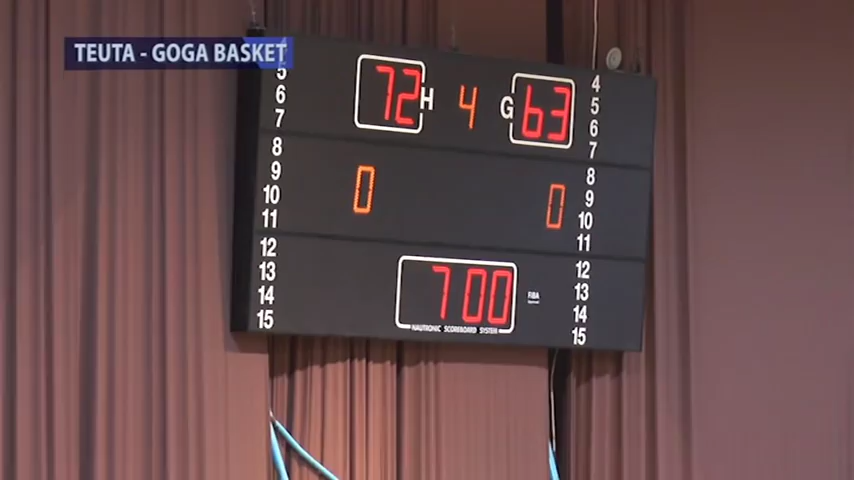 TEUTA - GOGA BASKET
5 4
6 72 H 4 G 63 5
7 6
7
8 8
9 0 0 9
10 10
11 11
12 12
13 7 00 FIBA 13
14 14
15 NAUTRONIC SCOREBOARD SYSTEM 15